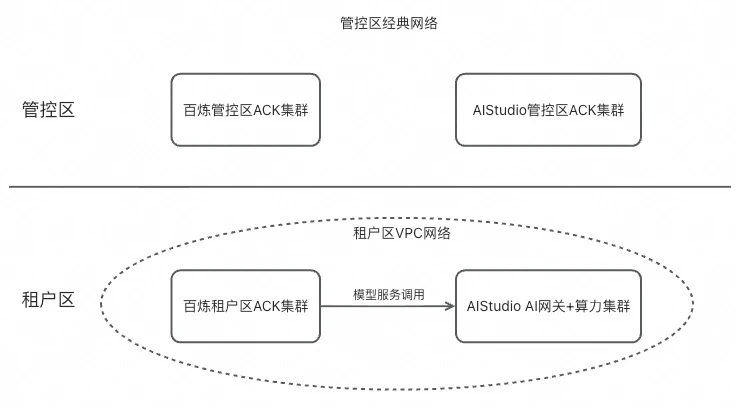 管控区经典网络
管控区
百炼管控区ACK集群
AIStudio管控区ACK集群
租户区VPC网络
租户区
百炼租户区ACK集群
模型服务调用
AIStudio AI网关+算力集群